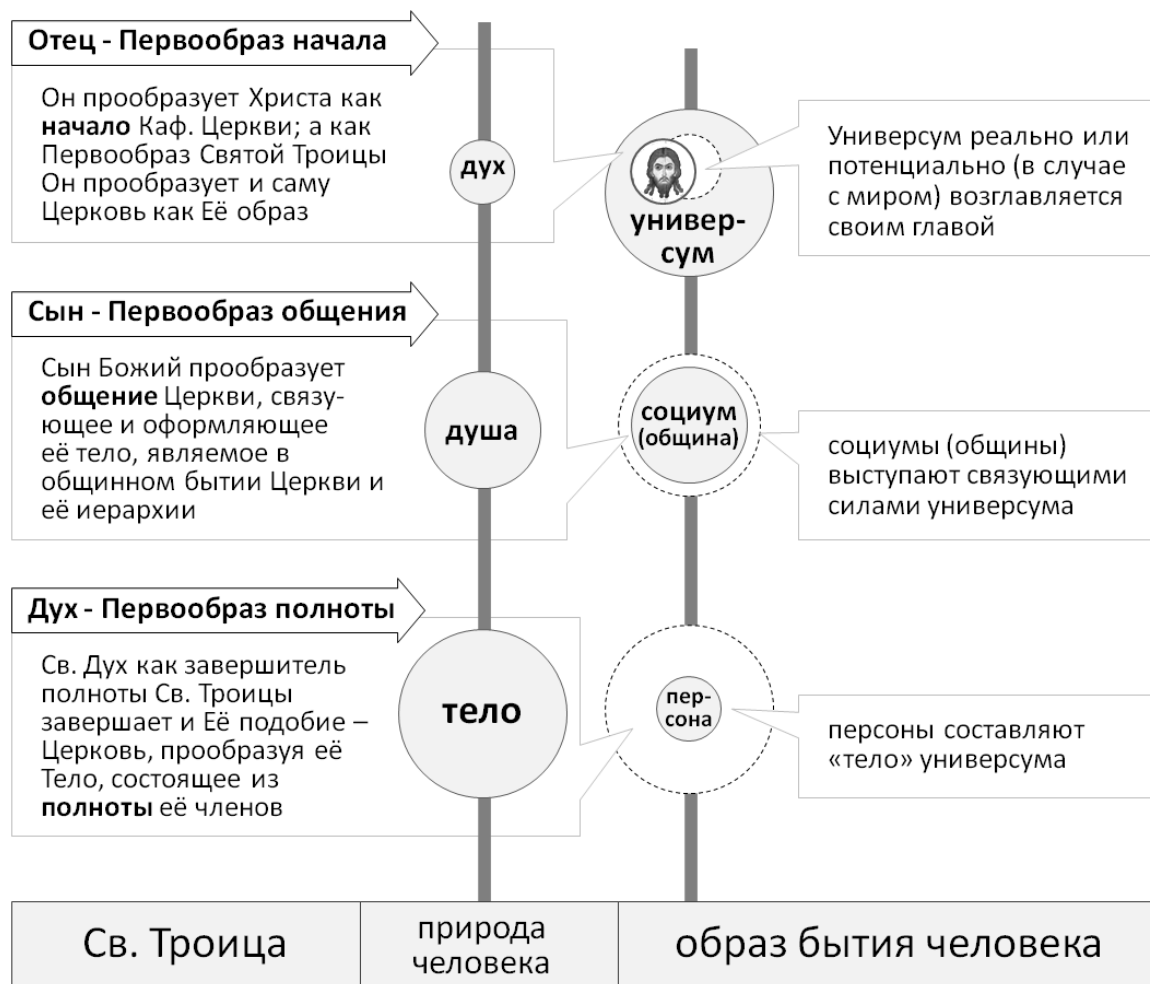 Отец - Первообраз начала
Он прообразует Христа как
начало Каф. Церкви; а как
Первообраз Святой Троицы
Он прообразует и саму
Церковь как Её образ
дух
универ-
сум
Универсум реально или
потенциально (в случае
с миром) возглавляется
своим главой
Сын - Первообраз общения
Сын Божий прообразует
общение Церкви, связу-
ющее и оформляющее
её тело, являемое в
общинном бытии Церкви и
её иерархии
душа
социум
(община)
социумы (общины)
выступают связующими
силами универсума
Дух - Первообраз полноты
Св. Дух как завершитель
полноты Св. Троицы
завершает и Её подобие –
Церковь, прообразуя её
Тело, состоящее из
полноты её членов
тело
пер-
сона
персоны составляют
«тело» универсума
Св. Троица
природа
человека
образ бытия человека